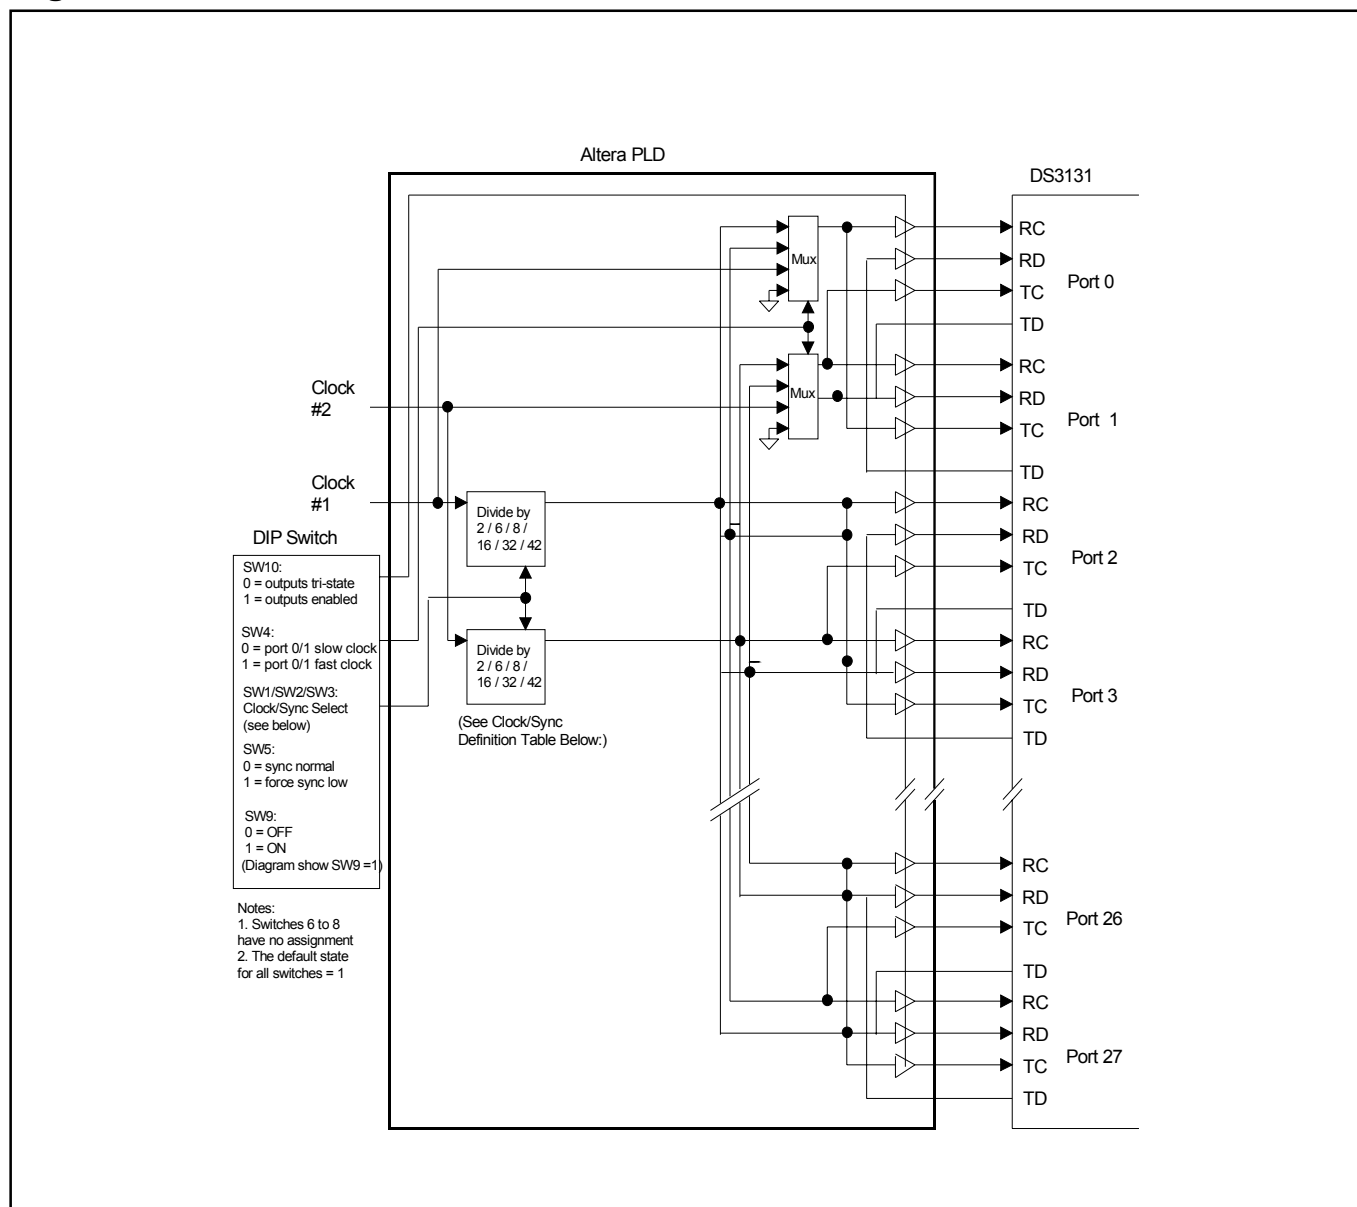 Altera PLD
DS3131
RC
RD
Port 0
TC
TD
Mux
RC
RD
Port 1
TC
TD
Mux
Clock
#2
Clock
#1
RC
RD
Port 2
TC
TD
Divide by
2 / 6 / 8 /
16 / 32 / 42
RC
RD
Port 3
TC
TD
Divide by
2 / 6 / 8 /
16 / 32 / 42
(See Clock/Sync
Definition Table Below:)
DIP Switch
SW10:
0 = outputs tri-state
1 = outputs enabled
SW4:
0 = port 0/1 slow clock
1 = port 0/1 fast clock
SW1/SW2/SW3:
Clock/Sync Select
(see below)
SW5:
0 = sync normal
1 = force sync low
SW9:
0 = OFF
1 = ON
(Diagram show SW9 =1)
Notes:
1. Switches 6 to 8
have no assignment
2. The default state
for all switches = 1
RC
RD
Port 26
TC
TD
RC
RD
Port 27
TC
TD